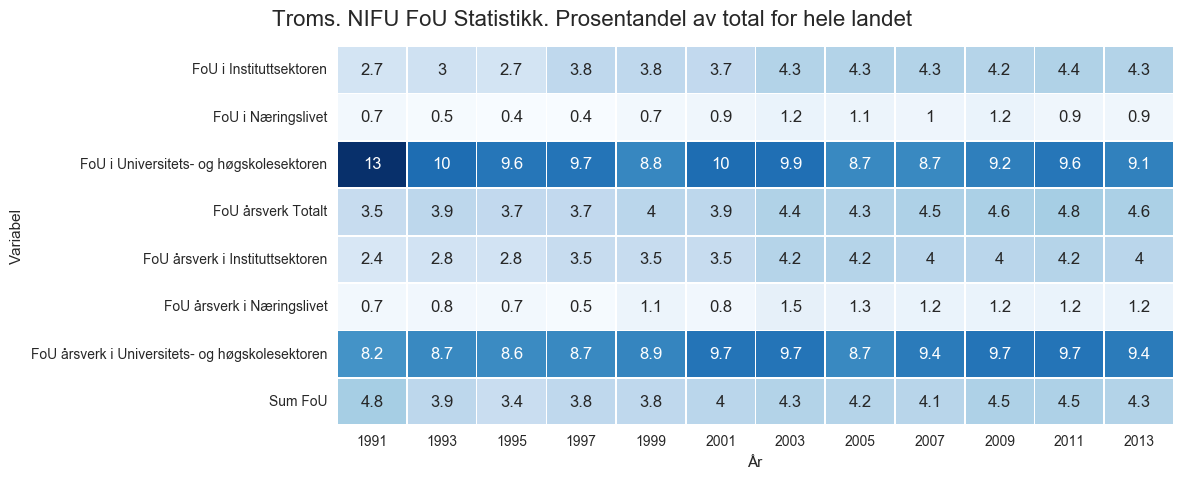 Troms. NIFU FoU Statistikk. Prosentandel av total for hele landet
Variabel
FoU i Instituttsektoren 2.7 3 2.7 3.8 3.8 3.7 4.3 4.3 4.3 4.2 4.4 4.3
FoU i Næringslivet 0.7 0.5 0.4 0.4 0.7 0.9 1.2 1.1 1 1.2 0.9 0.9
FoU i Universitets- og høgskolesektoren 13 10 9.6 9.7 8.8 10 9.9 8.7 8.7 9.2 9.6 9.1
FoU årsverk Totalt 3.5 3.9 3.7 3.7 4 3.9 4.4 4.3 4.5 4.6 4.8 4.6
FoU årsverk i Instituttsektoren 2.4 2.8 2.8 3.5 3.5 3.5 4.2 4.2 4 4 4.2 4
FoU årsverk i Næringslivet 0.7 0.8 0.7 0.5 1.1 0.8 1.5 1.3 1.2 1.2 1.2 1.2
FoU årsverk i Universitets- og høgskolesektoren 8.2 8.7 8.6 8.7 8.9 9.7 9.7 8.7 9.4 9.7 9.7 9.4
Sum FoU 4.8 3.9 3.4 3.8 3.8 4 4.3 4.2 4.1 4.5 4.5 4.3
1991 1993 1995 1997 1999 2001 2003 2005 2007 2009 2011 2013
År